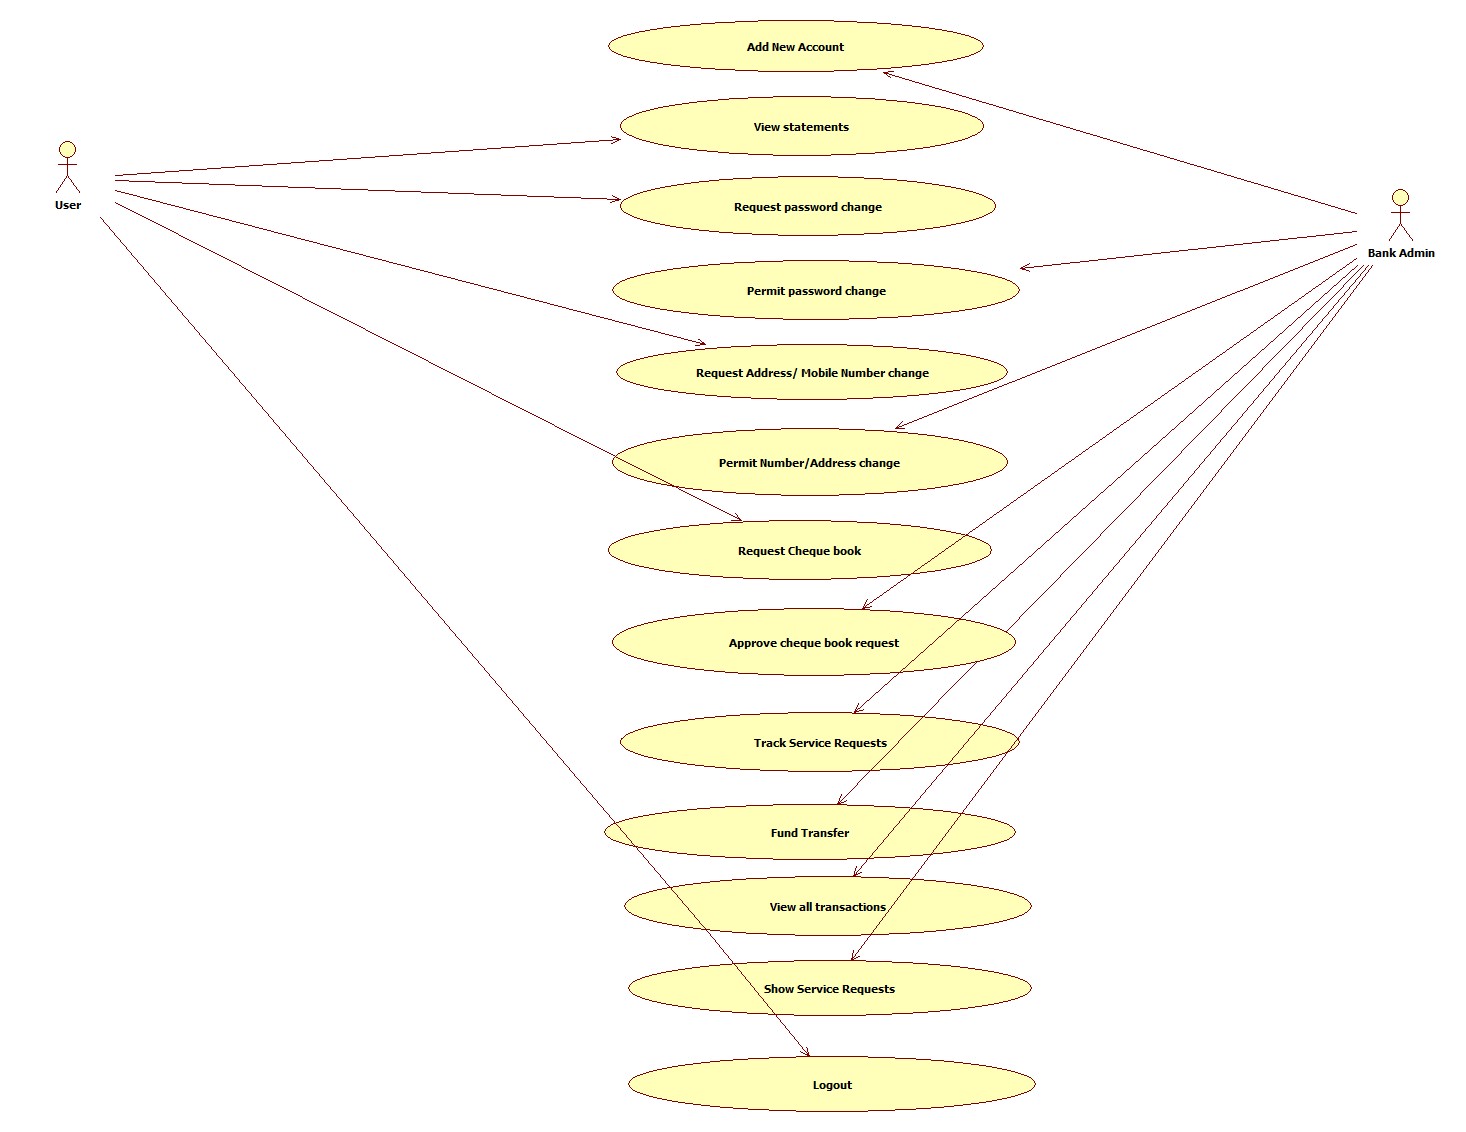 Add New Account
View statements
User
Request password change
Bank Admin
Permit password change
Request Address/ Mobile Number change
Permit Number/Address change
Request Cheque book
Approve cheque book request
Track Service Requests
Fund Transfer
View all transactions
Show Service Requests
Logout